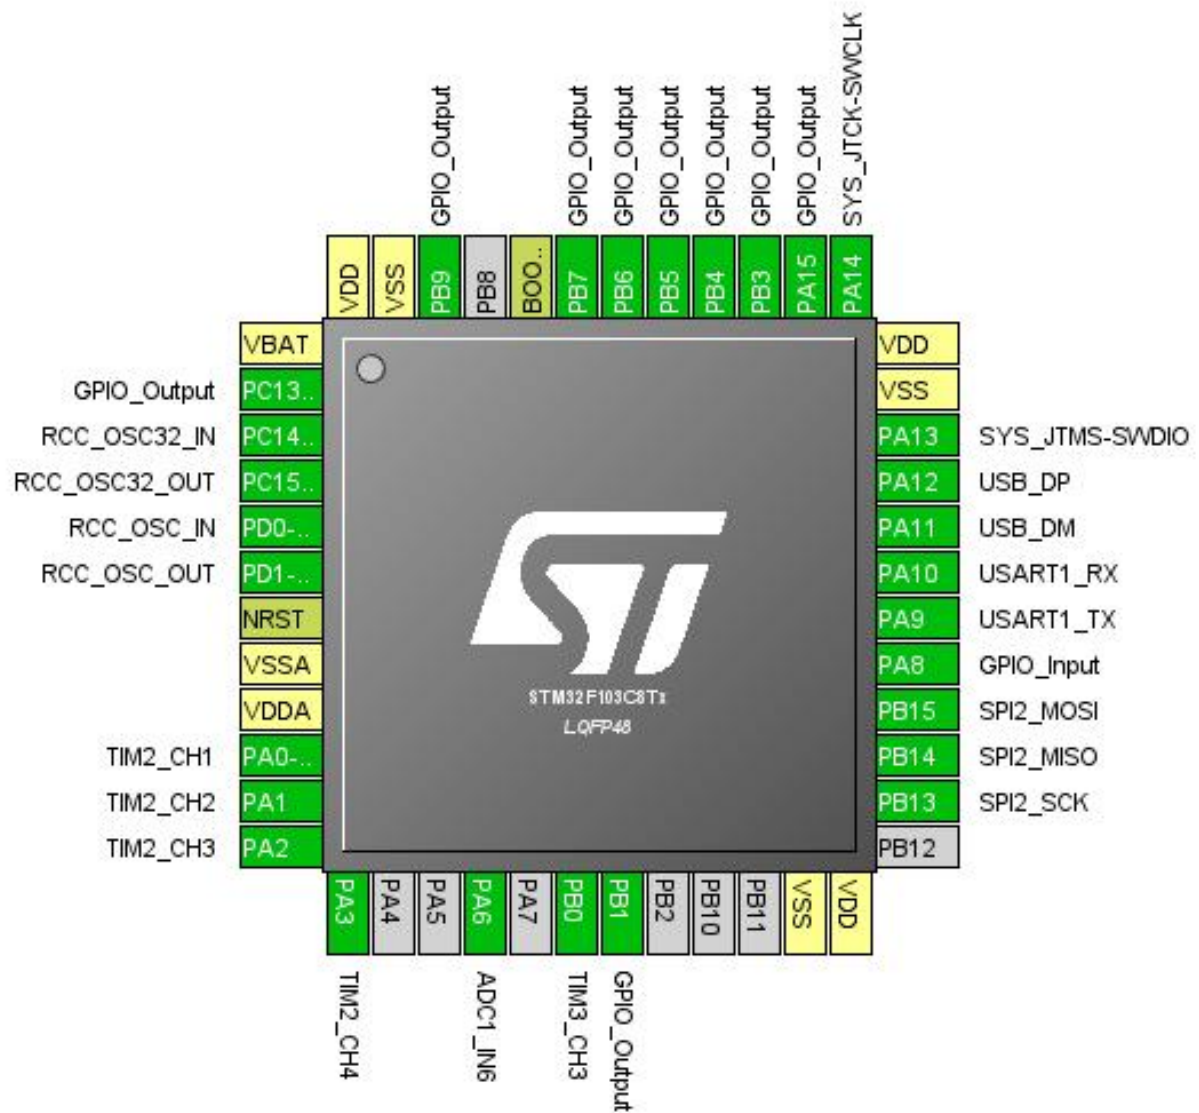 GPIO_Output
GPIO_Output
GPIO_Output
GPIO_Output
GPIO_Output
GPIO_Output
GPIO_Output
SYS_JTCK-SWCLK
VDD
VSS
PB9
PB8
BOO..
PB7
PB6
PB5
PB4
PB3
PA15
PA14
VBAT
VDD
GPIO_Output PC13..
VSS
RCC_OSC32_IN PC14..
PA13 SYS_JTMS-SWDIO
RCC_OSC32_OUT PC15..
PA12 USB_DP
RCC_OSC_IN PD0-..
PA11 USB_DM
RCC_OSC_OUT PD1-..
PA10 USART1_RX
NRST
PA9 USART1_TX
VSSA
PA8 GPIO_Input
ST
STM32F103C8Tx
LQFP48
VDDA
PB15 SPI2_MOSI
TIM2_CH1 PA0-..
PB14 SPI2_MISO
TIM2_CH2 PA1
PB13 SPI2_SCK
TIM2_CH3 PA2
PB12
PA3
PA4
PA5
PA6
PA7
PB0
PB1
PB2
PB10
PB11
VSS
VDD
TIM2_CH4
ADC1_IN6
TIM3_CH3
GPIO_Output